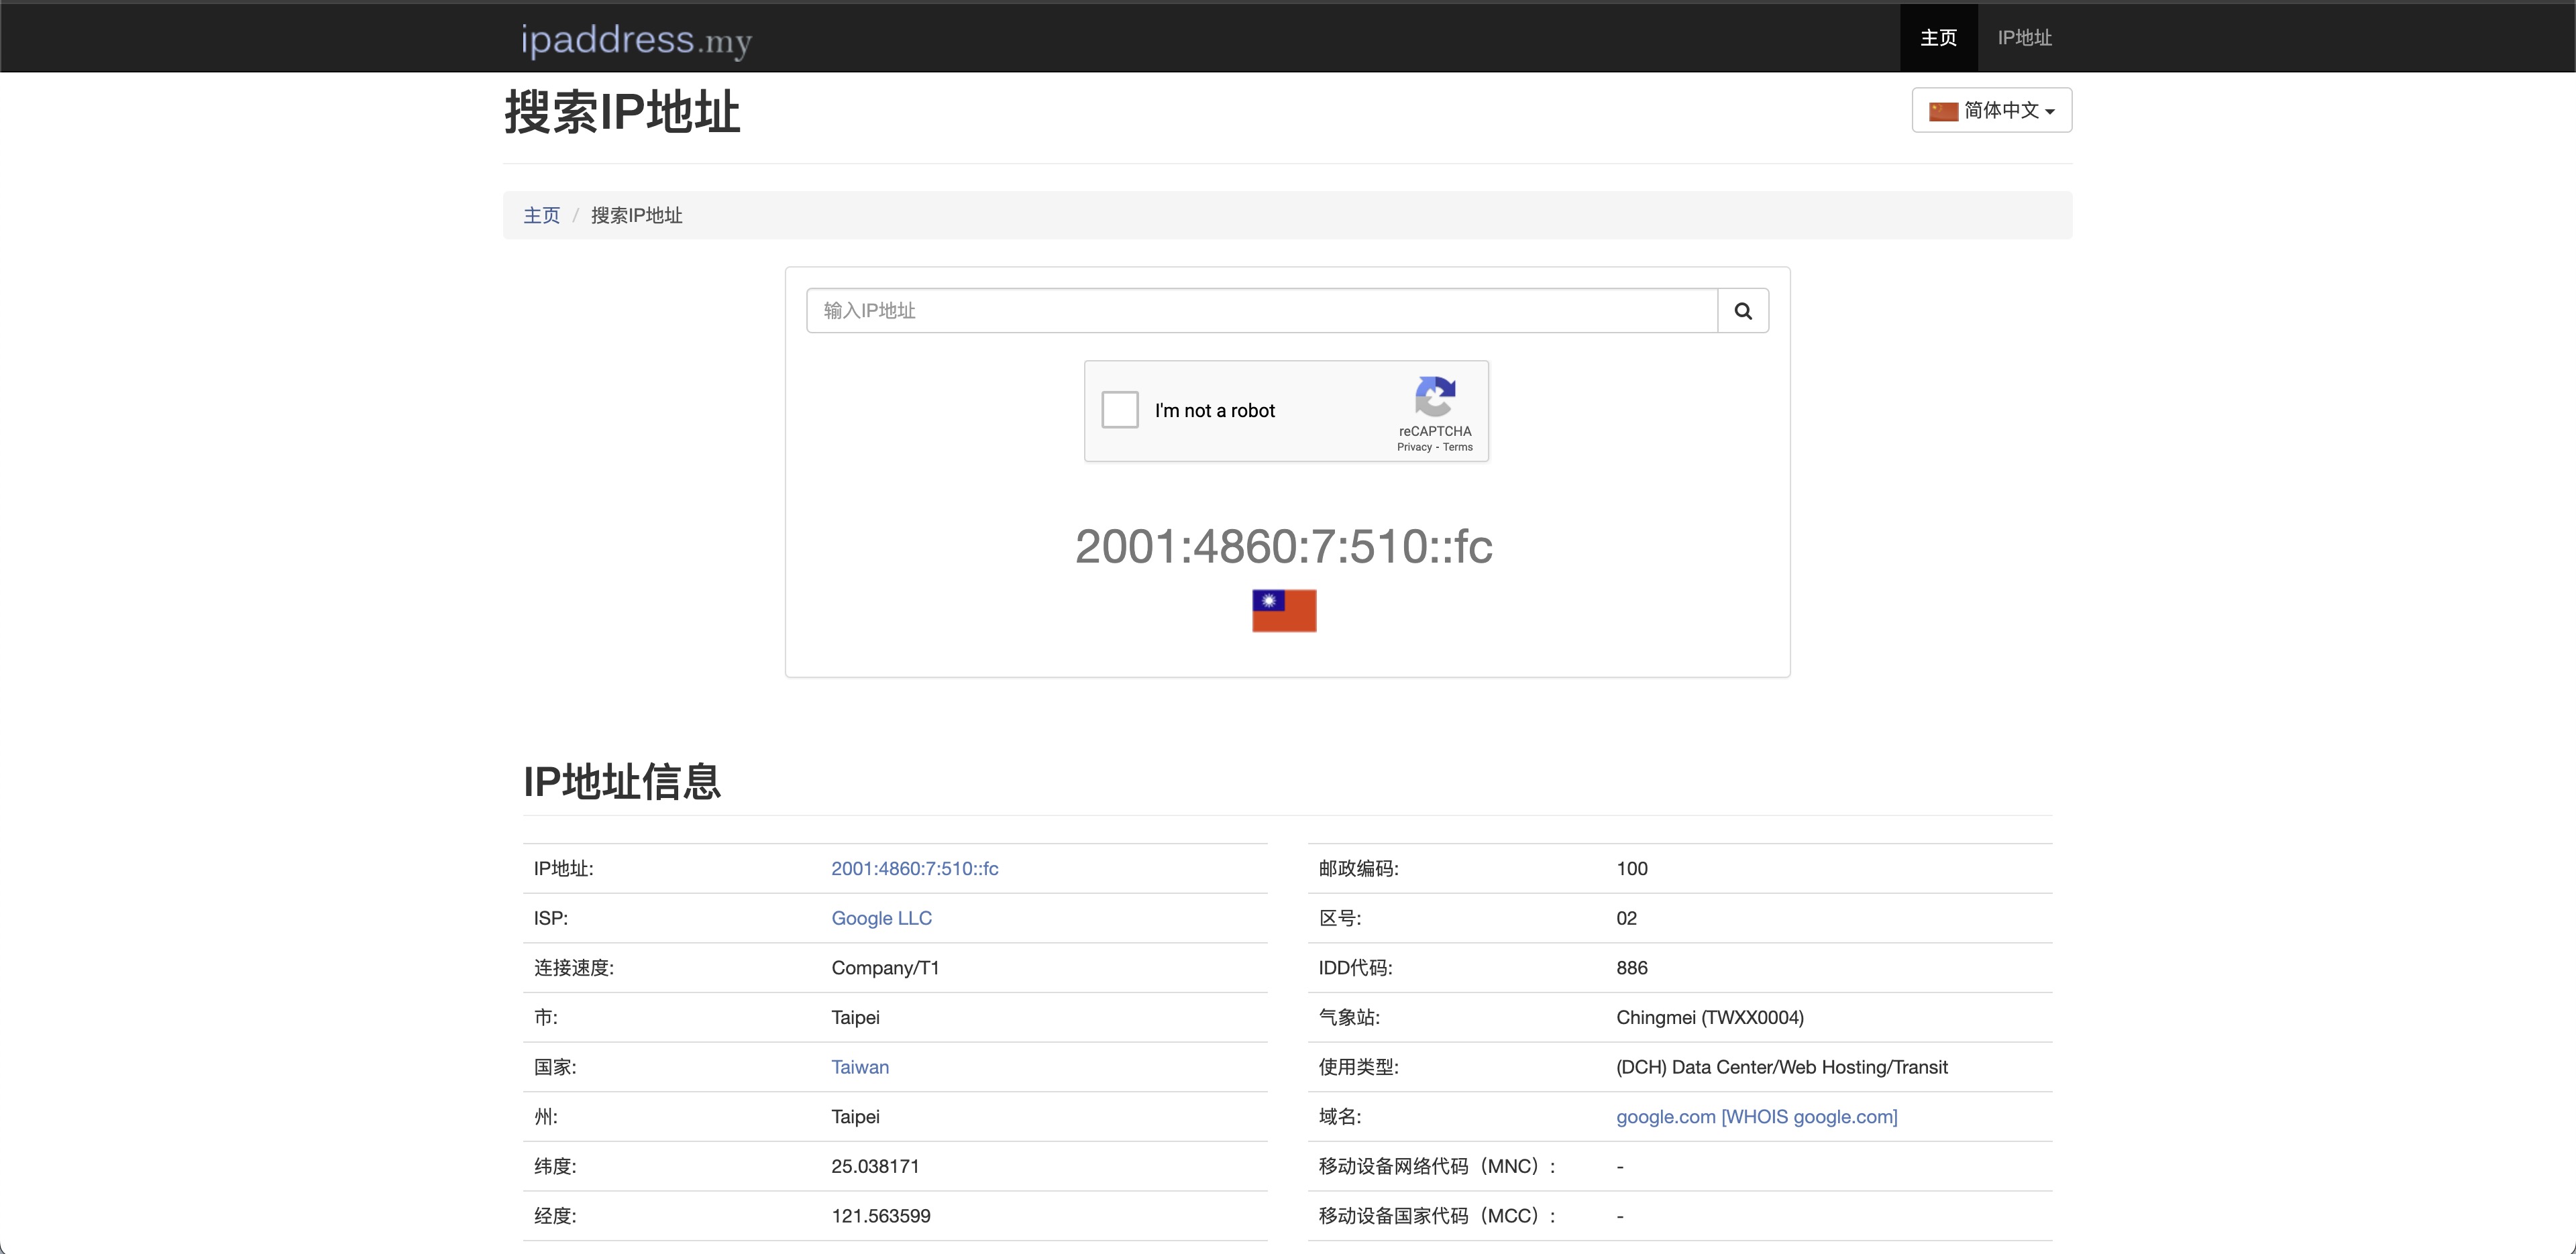 ipaddress.my
主页 IP地址
搜索IP地址
简体中文
主页 / 搜索IP地址
输入IP地址
I'm not a robot
reCAPTCHA
Privacy - Terms
2001:4860:7:510::fc
IP地址信息
IP地址: 2001:4860:7:510::fc
ISP: Google LLC
连接速度: Company/T1
市: Taipei
国家: Taiwan
州: Taipei
纬度: 25.038171
经度: 121.563599
邮政编码: 100
区号: 02
IDD代码: 886
气象站: Chingmei (TWXX0004)
使用类型: (DCH) Data Center/Web Hosting/Transit
域名: google.com [WHOIS google.com]
移动设备网络代码（MNC）: -
移动设备国家代码（MCC）: -